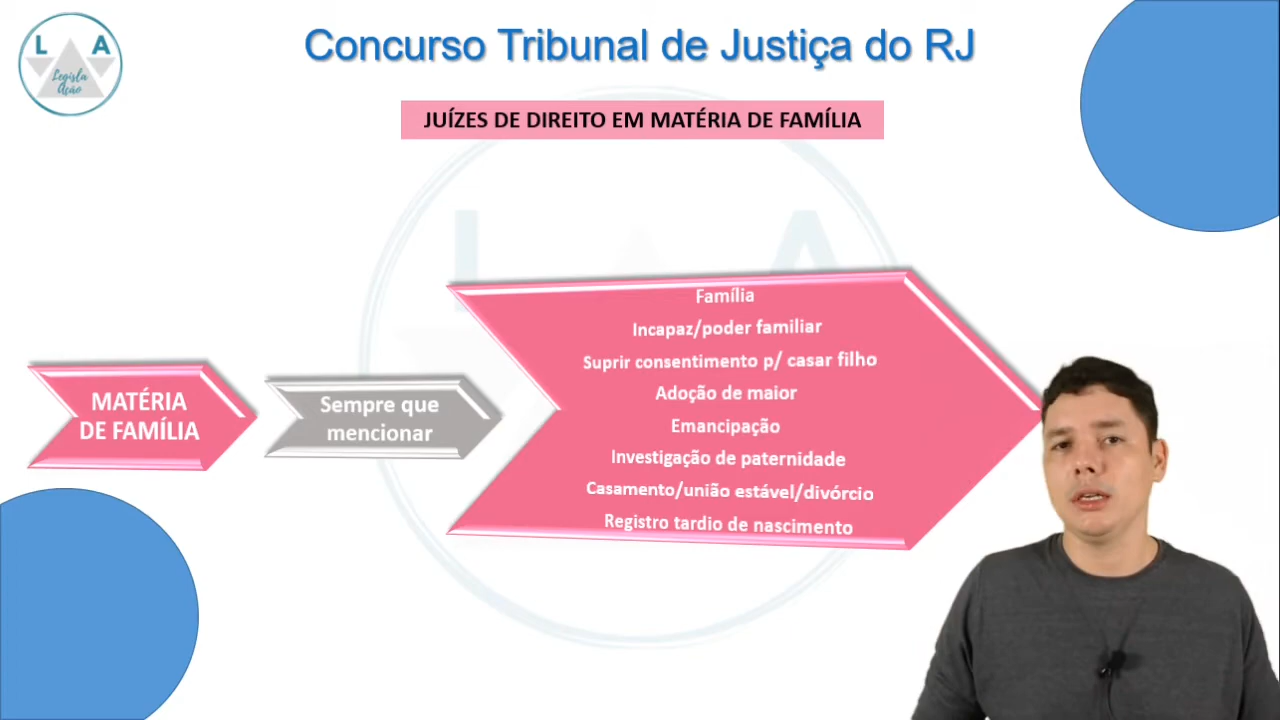 L A
Legisla
Ação
Concurso Tribunal de Justiça do RJ
JUÍZES DE DIREITO EM MATÉRIA DE FAMÍLIA
L A
MATÉRIA
DE FAMÍLIA
Sempre que
mencionar
Família
Incapaz/poder familiar
Suprir consentimento p/ casar filho
Adoção de maior
Emancipação
Investigação de paternidade
Casamento/união estável/divórcio
Registro tardio de nascimento